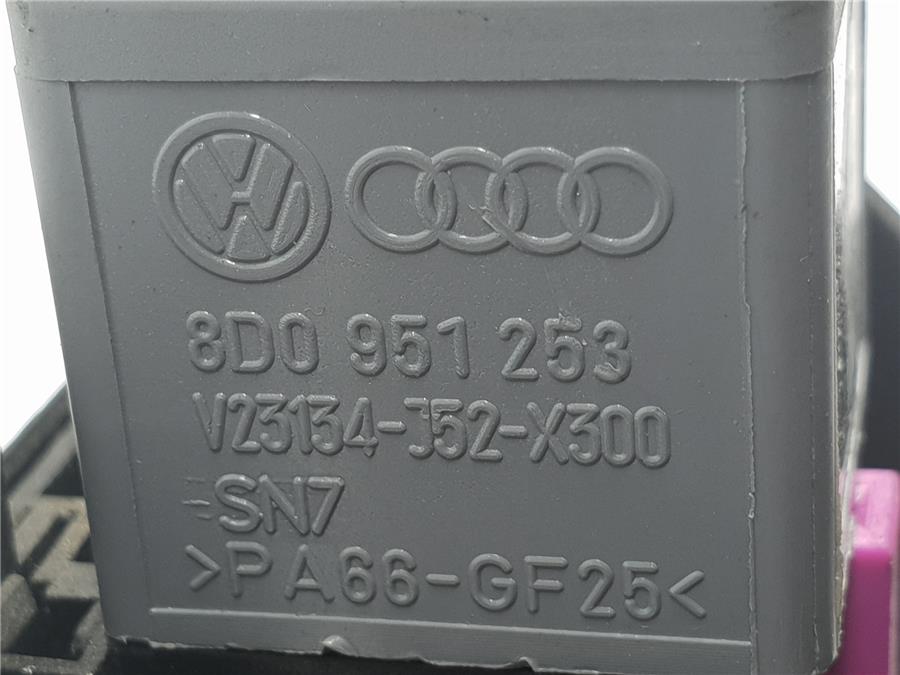 8D0 951 253
V23134-J52-X300
SN7
>PA66-GF25<